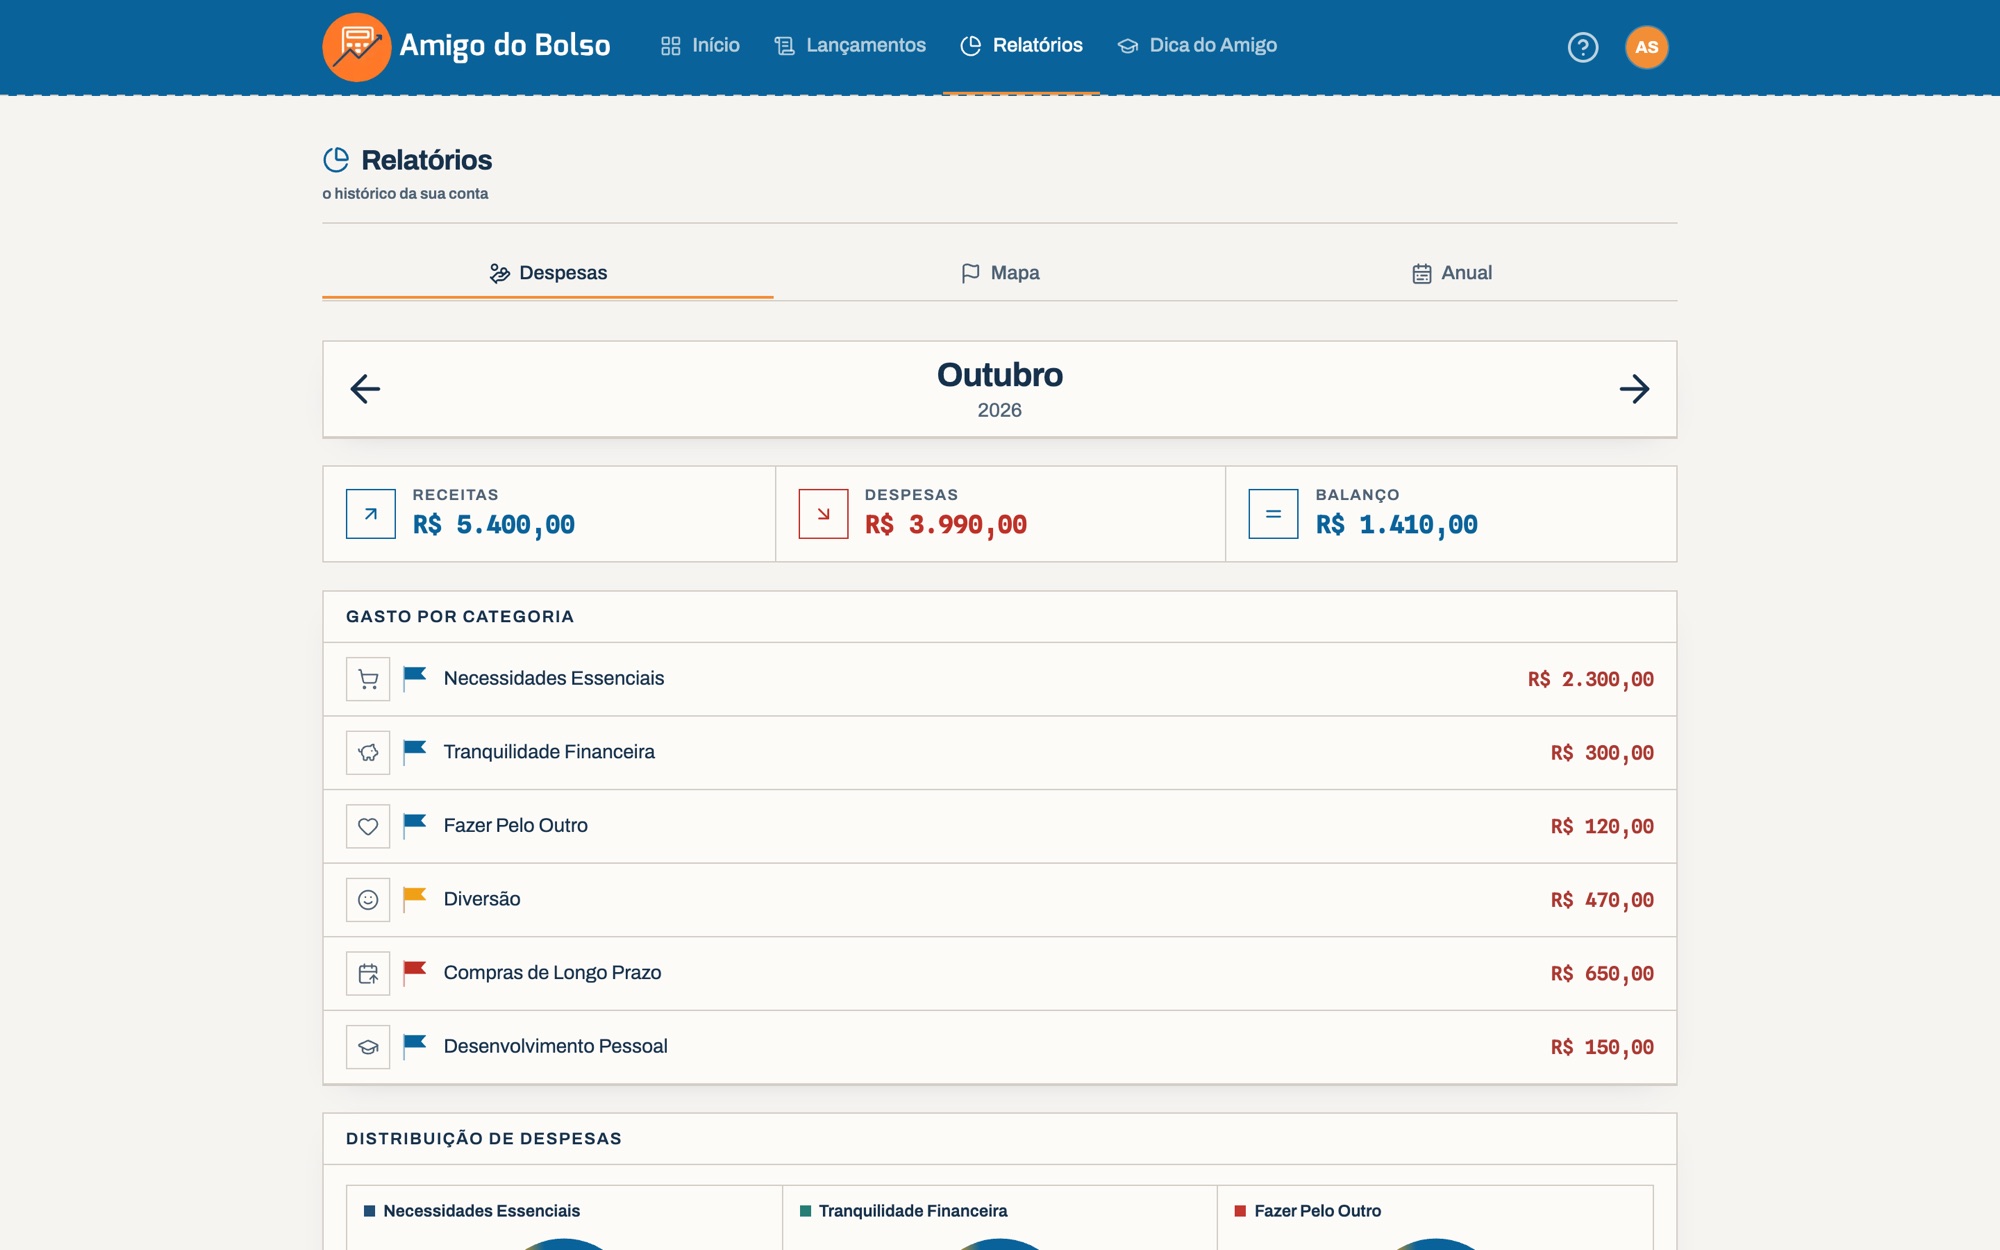 Amigo do Bolso
Início
Lançamentos
Relatórios
Dica do Amigo
AS
Relatórios
o histórico da sua conta
Despesas
Mapa
Anual
Outubro
2026
RECEITAS
R$ 5.400,00
DESPESAS
R$ 3.990,00
BALANÇO
R$ 1.410,00
GASTO POR CATEGORIA
Necessidades Essenciais
R$ 2.300,00
Tranquilidade Financeira
R$ 300,00
Fazer Pelo Outro
R$ 120,00
Diversão
R$ 470,00
Compras de Longo Prazo
R$ 650,00
Desenvolvimento Pessoal
R$ 150,00
DISTRIBUIÇÃO DE DESPESAS
Necessidades Essenciais
Tranquilidade Financeira
Fazer Pelo Outro